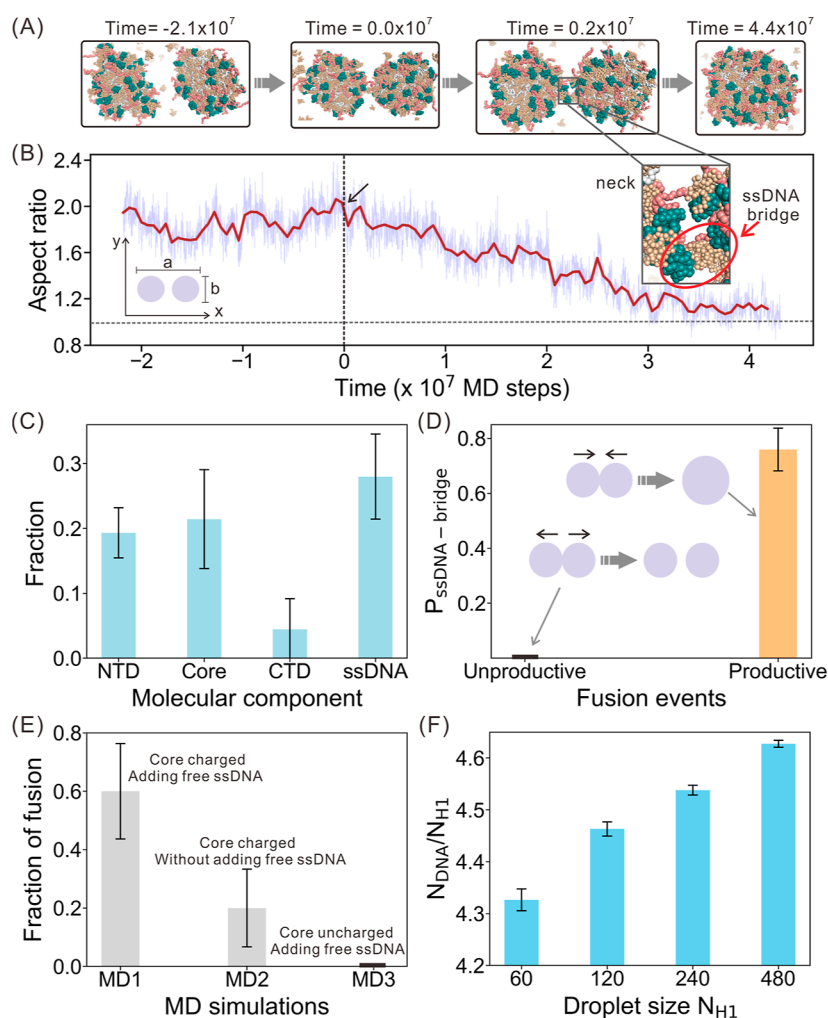 (A)
Time= -2.1x10⁷
Time = 0.0x10⁷
Time = 0.2x10⁷
Time = 4.4x10⁷
(B)
2.4
2.0
1.6
1.2
0.8
Aspect ratio
y
a
b
x
neck
ssDNA
bridge
−2
−1
0
1
2
3
4
Time (x 10⁷ MD steps)
(C)
0.3
0.2
0.1
0.0
Fraction
NTD
Core
CTD
ssDNA
Molecular component
(D)
0.8
0.6
0.4
0.2
P ssDNA − bridge
Unproductive
Productive
Fusion events
(E)
0.8
0.6
0.4
0.2
0.0
Fraction of fusion
Core charged
Adding free ssDNA
Core charged
Without adding free ssDNA
Core uncharged
Adding free ssDNA
MD1
MD2
MD3
MD simulations
(F)
4.6
4.5
4.4
4.3
4.2
N_DNA/N_H1
60
120
240
480
Droplet size N_H1